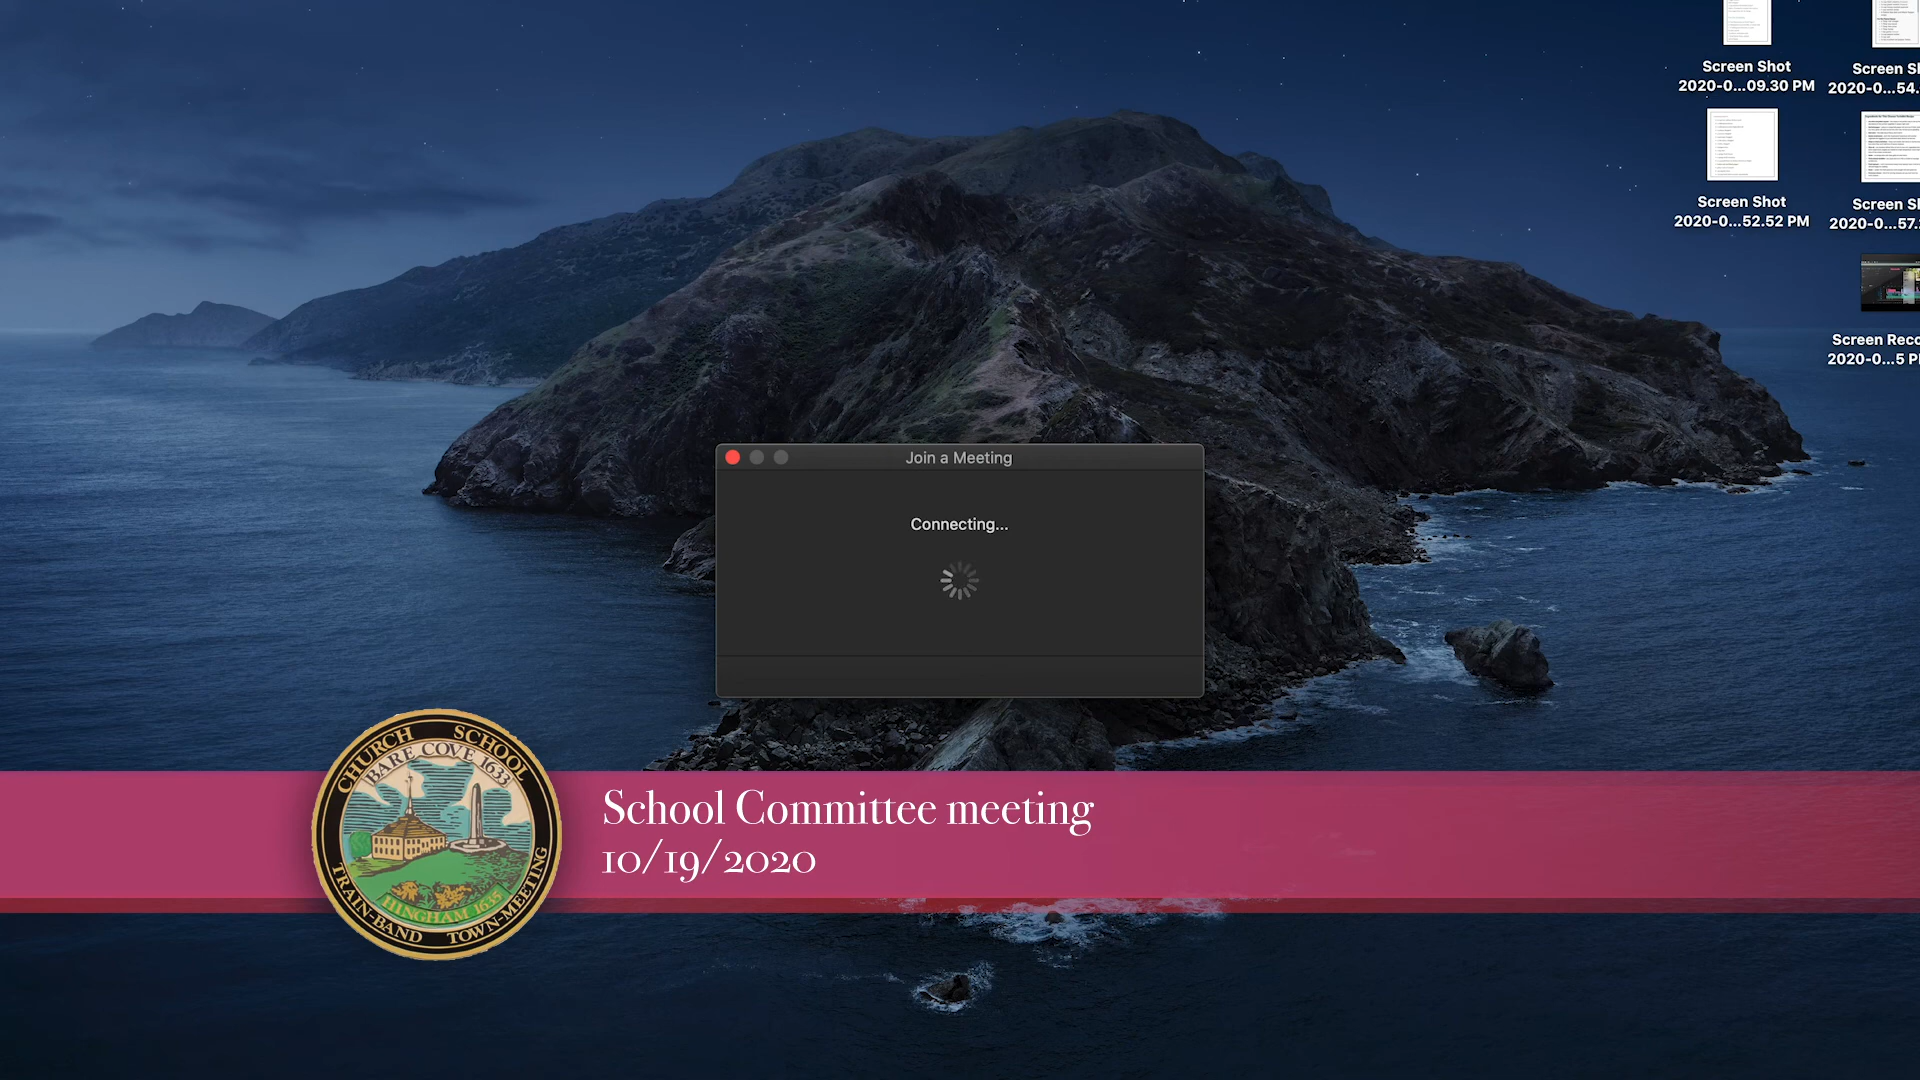 Screen Shot
2020-0...09.30 PM
Screen Sh
2020-0...54.
Screen Shot
2020-0...52.52 PM
Screen Sh
2020-0...57.
Screen Reco
2020-0...5 PM
Join a Meeting
Connecting...
CHURCH SCHOOL
BARE COVE 1633
HINGHAM 1635
TRAIN-BAND TOWN-MEETING
School Committee meeting
10/19/2020